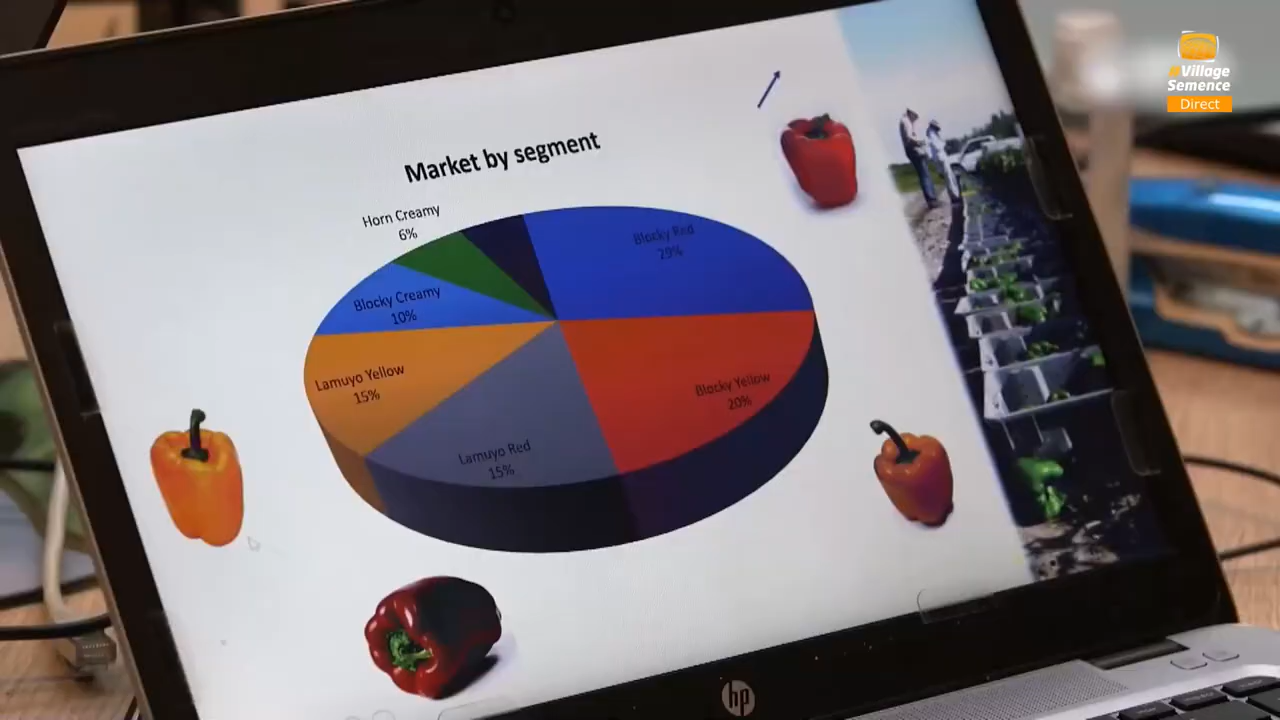 #Village
Semence
Direct
Market by segment
Horn Creamy
6%
Blocky Red
29%
Blocky Creamy
10%
Lamuyo Yellow
15%
Blocky Yellow
20%
Lamuyo Red
15%
hp